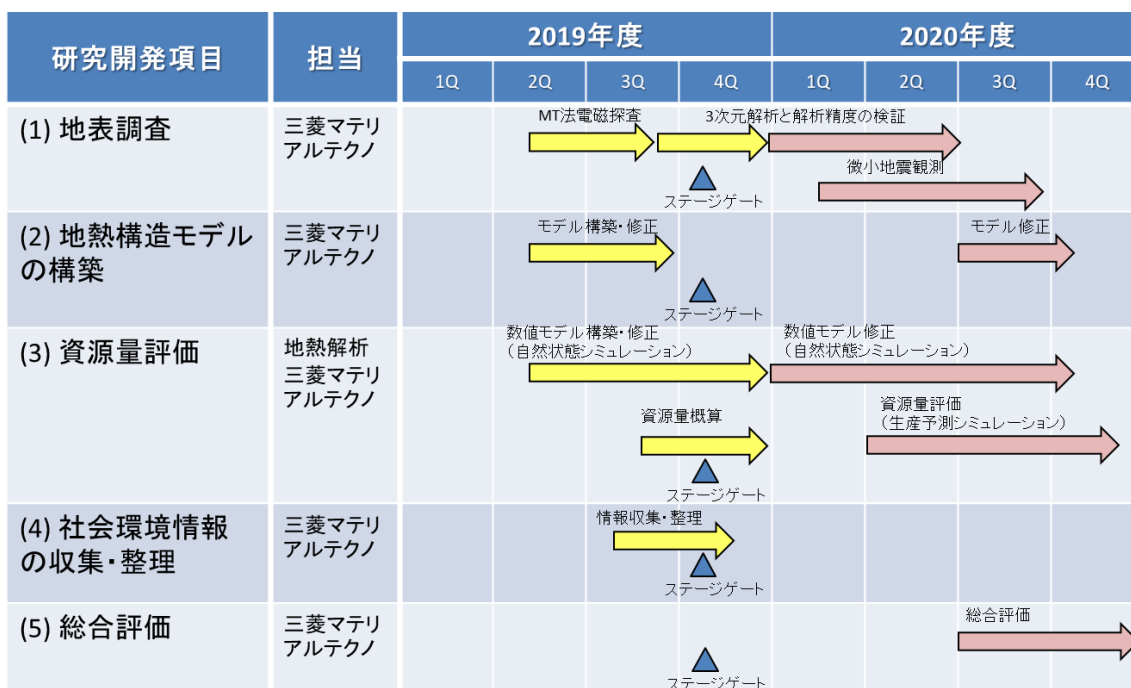 研究開発項目
担当
2019年度
2020年度
1Q
2Q
3Q
4Q
1Q
2Q
3Q
4Q
(1) 地表調査
三菱マテリ
アルテクノ
MT法電磁探査
3次元解析と解析精度の検証
ステージゲート
微小地震観測
(2) 地熱構造モデル
の構築
三菱マテリ
アルテクノ
モデル構築・修正
モデル修正
ステージゲート
(3) 資源量評価
地熱解析
三菱マテリ
アルテクノ
数値モデル構築・修正
（自然状態シミュレーション）
数値モデル修正
（自然状態シミュレーション）
資源量概算
資源量評価
（生産予測シミュレーション）
ステージゲート
(4) 社会環境情報
の収集・整理
三菱マテリ
アルテクノ
情報収集・整理
ステージゲート
(5) 総合評価
三菱マテリ
アルテクノ
総合評価
ステージゲート